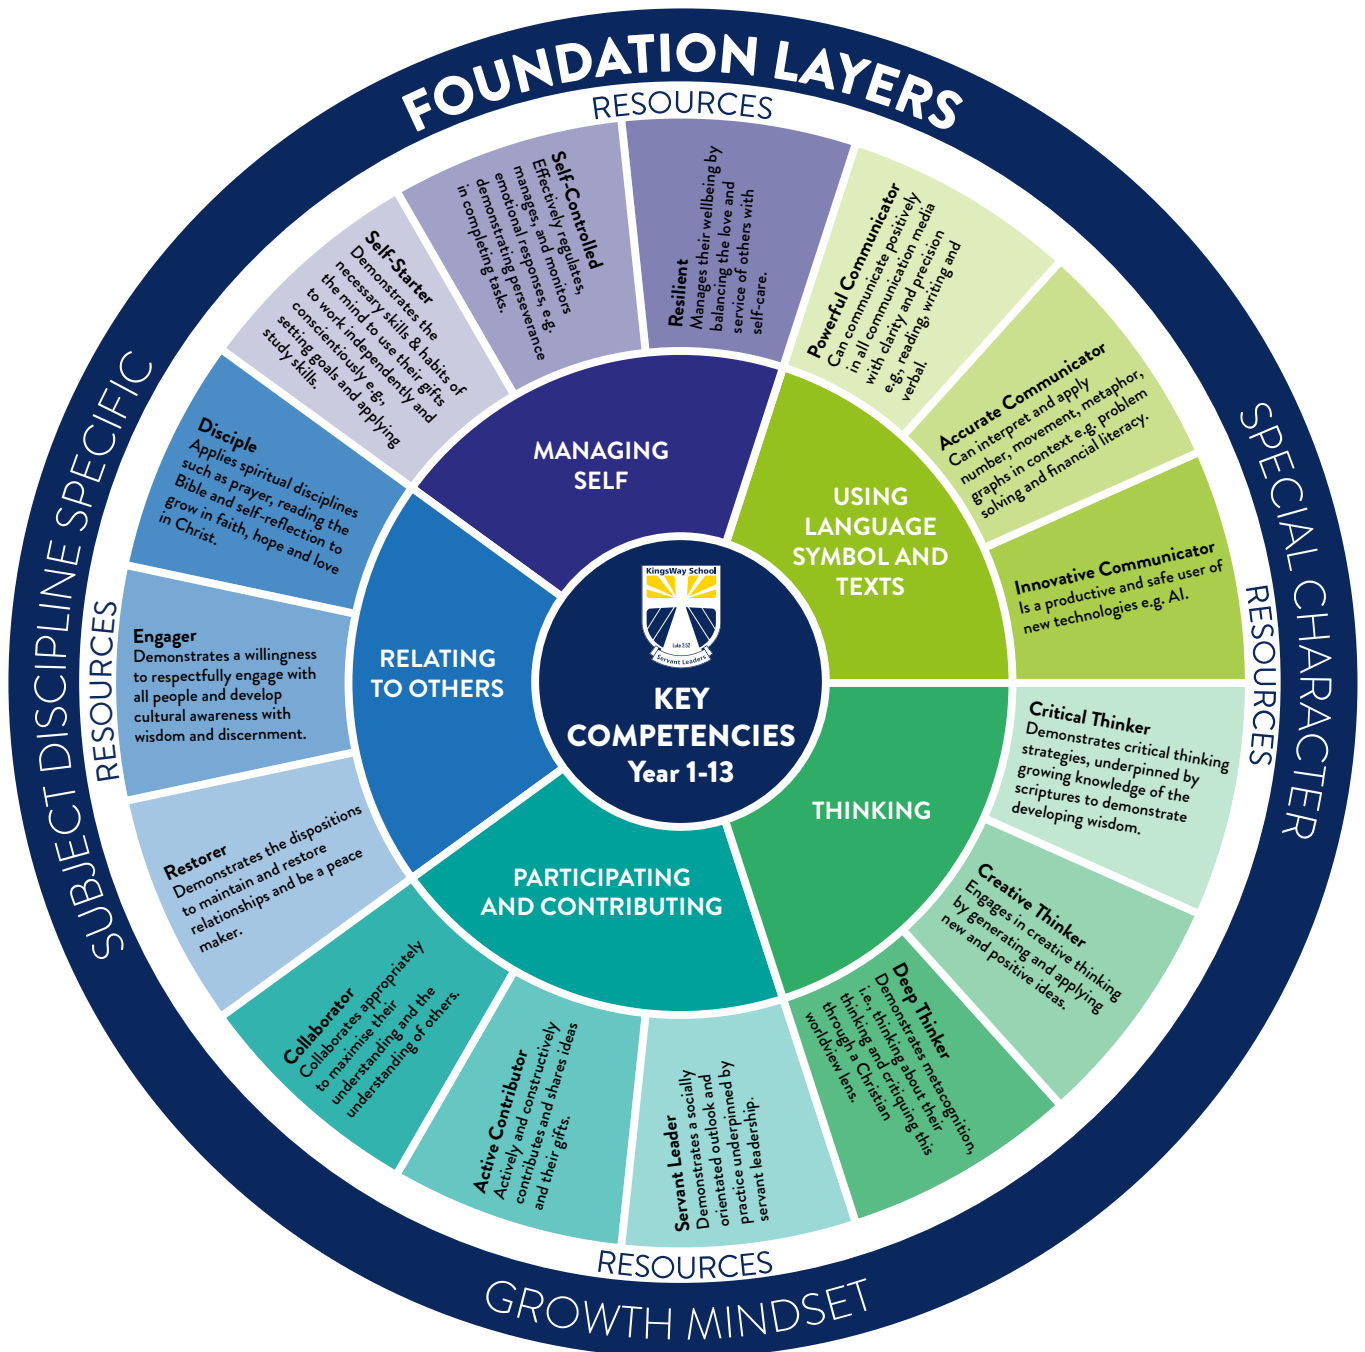 FOUNDATION LAYERS
RESOURCES
SPECIAL CHARACTER
RESOURCES
GROWTH MINDSET
RESOURCES
SUBJECT DISCIPLINE SPECIFIC
RESOURCES
KingsWay School
Luke 2:52
Servant Leaders
KEY
COMPETENCIES
Year 1-13
MANAGING
SELF
Self-Starter
Demonstrates the
necessary skills & habits of
the mind to use their gifts
to work independently and
conscientiously e.g.,
setting goals and applying
study skills.
Self-Controlled
Effectively regulates,
manages, and monitors
emotional responses, e.g.
demonstrating perseverance
in completing tasks.
Resilient
Manages their wellbeing by
balancing the love and
service of others with
self-care.
USING
LANGUAGE
SYMBOL AND
TEXTS
Powerful Communicator
Can communicate positively
in all communication media
with clarity and precision
e.g., reading, writing and
verbal.
Accurate Communicator
Can interpret and apply
number, movement, metaphor,
graphs in context e.g. problem
solving and financial literacy.
Innovative Communicator
Is a productive and safe user of
new technologies e.g. AI.
THINKING
Critical Thinker
Demonstrates critical thinking
strategies, underpinned by
growing knowledge of the
scriptures to demonstrate
developing wisdom.
Creative Thinker
Engages in creative thinking
by generating and applying
new and positive ideas.
Deep Thinker
Demonstrates metacognition,
i.e., thinking about their
thinking and critiquing this
through a Christian
worldview lens.
PARTICIPATING
AND CONTRIBUTING
Servant Leader
Demonstrates a socially
orientated outlook and
practice underpinned by
servant leadership.
Active Contributor
Actively and constructively
contributes and shares ideas
and their gifts.
Collaborator
Collaborates appropriately
to maximise their
understanding and the
understanding of others.
RELATING
TO OTHERS
Restorer
Demonstrates the dispositions
to maintain and restore
relationships and be a peace
maker.
Engager
Demonstrates a willingness
to respectfully engage with
all people and develop
cultural awareness with
wisdom and discernment.
Disciple
Applies spiritual disciplines
such as prayer, reading the
Bible and self-reflection to
grow in faith, hope and love
in Christ.